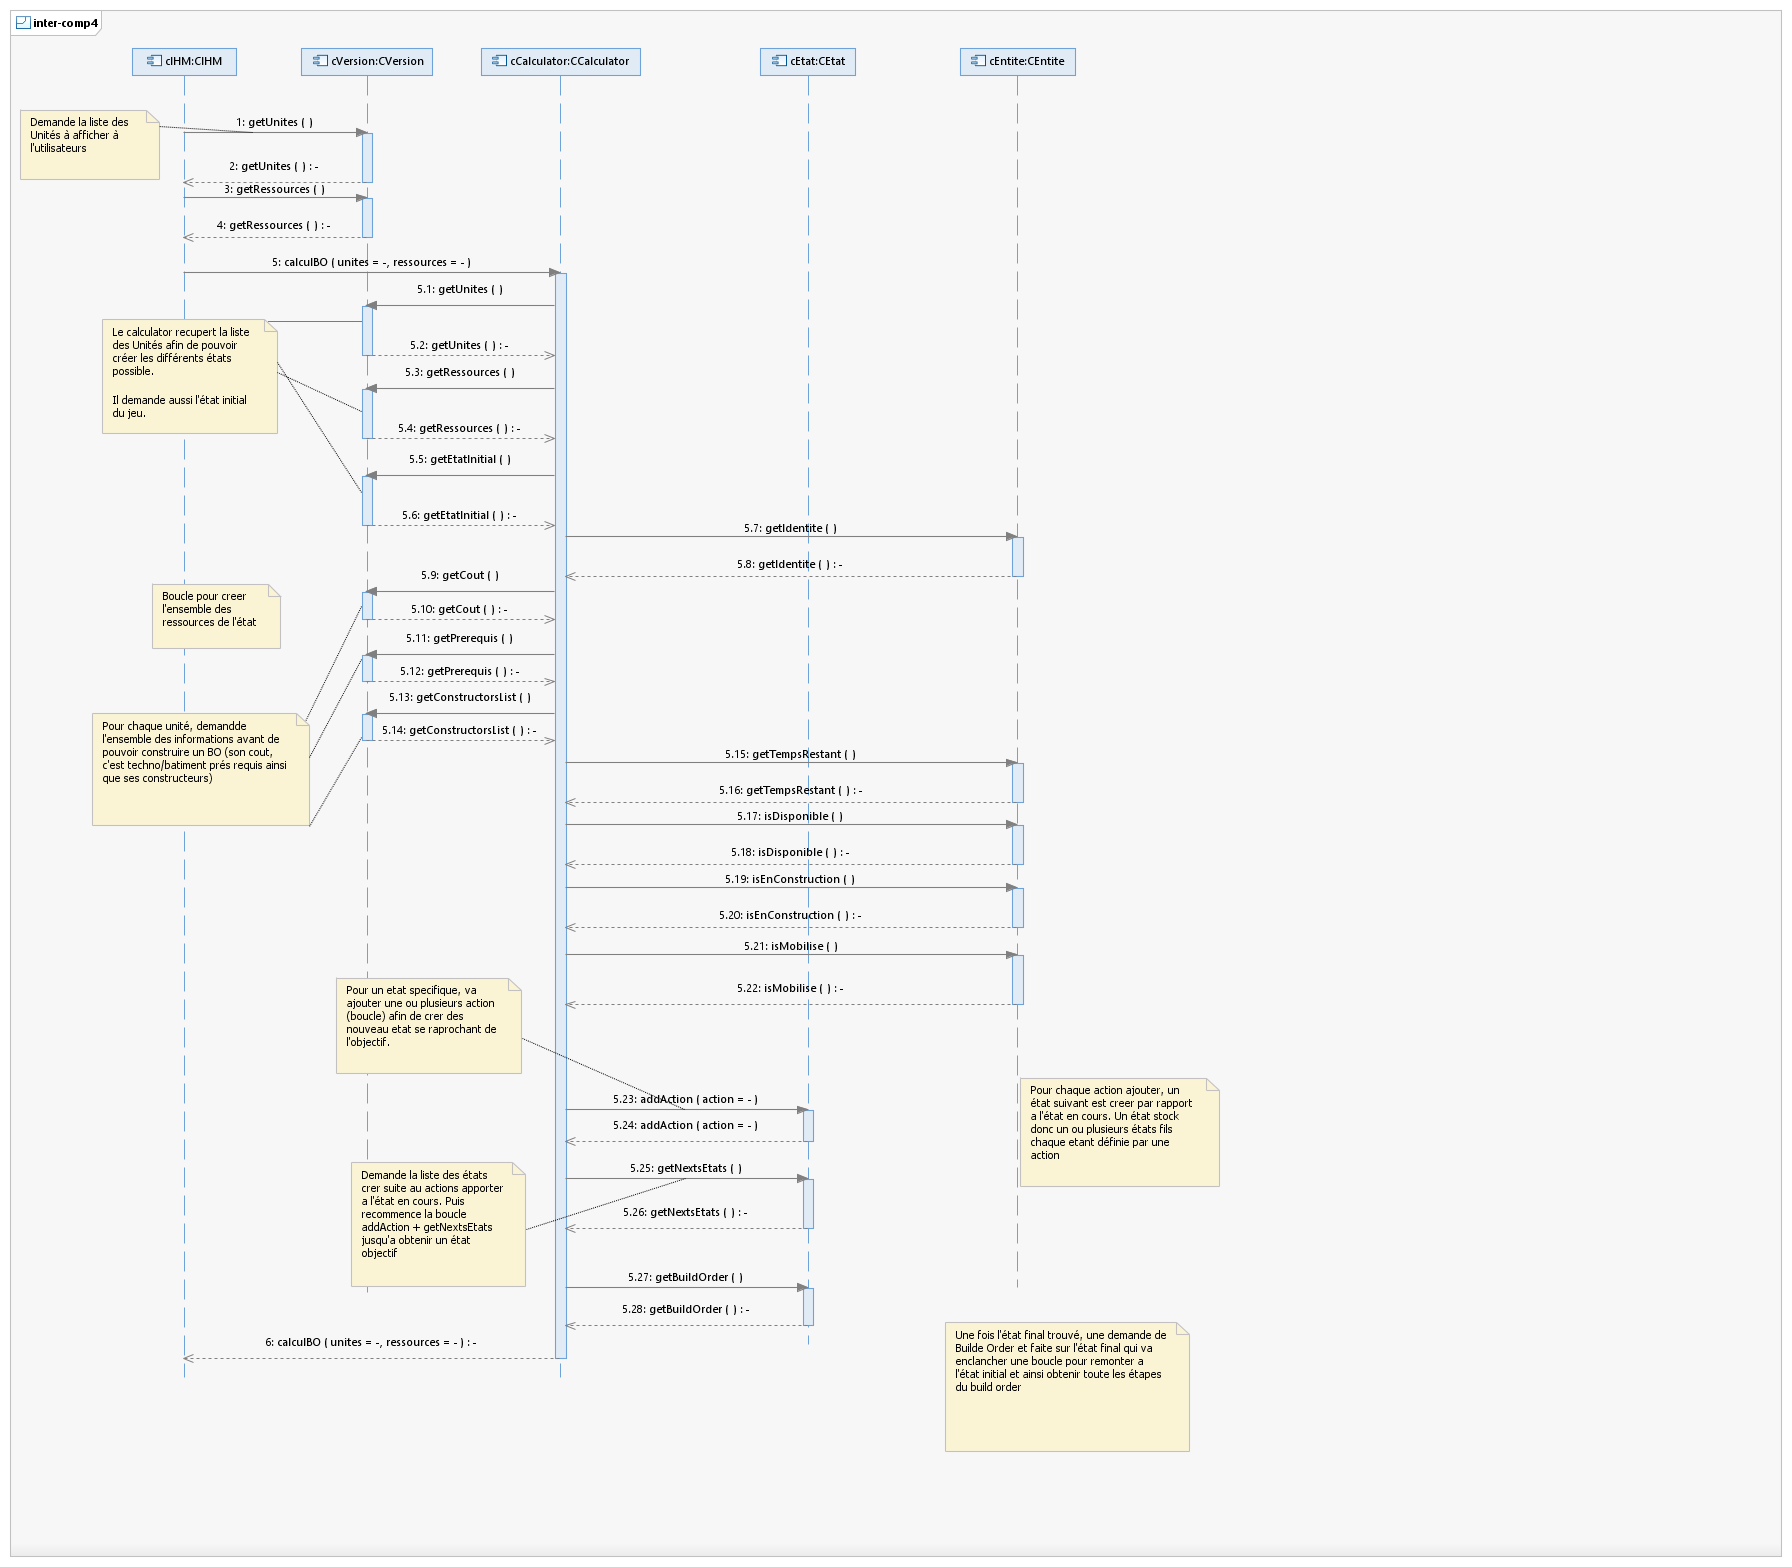 inter-comp4
cIHM:CIHM
cVersion:CVersion
cCalculator:CCalculator
cEtat:CEtat
cEntite:CEntite
Demande la liste des
Unités à afficher à
l'utilisateurs
1: getUnites ( )
2: getUnites ( ) : -
3: getRessources ( )
4: getRessources ( ) : -
5: calculBO ( unites = -, ressources = - )
5.1: getUnites ( )
Le calculator recupert la liste
des Unités afin de pouvoir
créer les différents états
possible.
Il demande aussi l'état initial
du jeu.
5.2: getUnites ( ) : -
5.3: getRessources ( )
5.4: getRessources ( ) : -
5.5: getEtatInitial ( )
5.6: getEtatInitial ( ) : -
5.7: getIdentite ( )
5.8: getIdentite ( ) : -
5.9: getCout ( )
Boucle pour creer
l'ensemble des
ressources de l'état
5.10: getCout ( ) : -
5.11: getPrerequis ( )
5.12: getPrerequis ( ) : -
5.13: getConstructorsList ( )
5.14: getConstructorsList ( ) : -
Pour chaque unité, demandde
l'ensemble des informations avant de
pouvoir construire un BO (son cout,
c'est techno/batiment prés requis ainsi
que ses constructeurs)
5.15: getTempsRestant ( )
5.16: getTempsRestant ( ) : -
5.17: isDisponible ( )
5.18: isDisponible ( ) : -
5.19: isEnConstruction ( )
5.20: isEnConstruction ( ) : -
5.21: isMobilise ( )
5.22: isMobilise ( ) : -
Pour un etat specifique, va
ajouter une ou plusieurs action
(boucle) afin de crer des
nouveau etat se raprochant de
l'objectif.
5.23: addAction ( action = - )
5.24: addAction ( action = - )
Pour chaque action ajouter, un
état suivant est creer par rapport
a l'état en cours. Un état stock
donc un ou plusieurs états fils
chaque etant définie par une
action
5.25: getNextsEtats ( )
Demande la liste des états
crer suite au actions apporter
a l'état en cours. Puis
recommence la boucle
addAction + getNextsEtats
jusqu'a obtenir un état
objectif
5.26: getNextsEtats ( ) : -
5.27: getBuildOrder ( )
5.28: getBuildOrder ( ) : -
6: calculBO ( unites = -, ressources = - ) : -
Une fois l'état final trouvé, une demande de
Builde Order et faite sur l'état final qui va
enclancher une boucle pour remonter a
l'état initial et ainsi obtenir toute les étapes
du build order